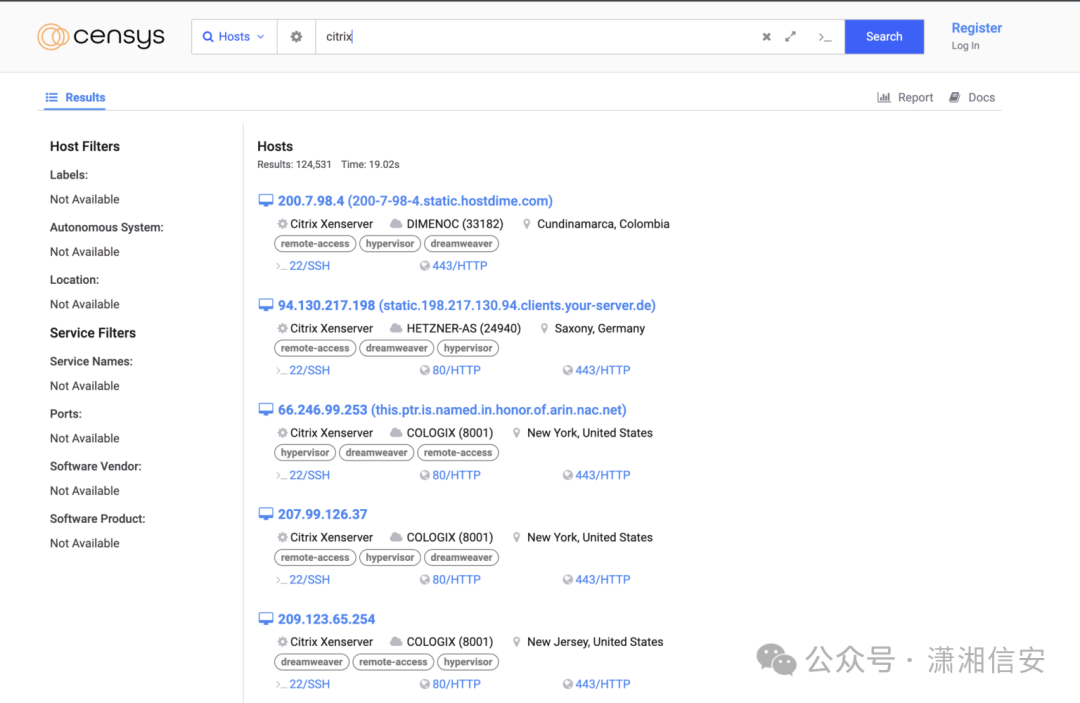 censys
Hosts
citrix
>_
Search
Register
Log In
Results
Report
Docs
Host Filters
Labels:
Not Available
Autonomous System:
Not Available
Location:
Not Available
Service Filters
Service Names:
Not Available
Ports:
Not Available
Software Vendor:
Not Available
Software Product:
Not Available
Hosts
Results: 124,531 Time: 19.02s
200.7.98.4 (200-7-98-4.static.hostdime.com)
Citrix Xenserver DIMENOC (33182) Cundinamarca, Colombia
remote-access hypervisor dreamweaver
>_ 22/SSH 443/HTTP
94.130.217.198 (static.198.217.130.94.clients.your-server.de)
Citrix Xenserver HETZNER-AS (24940) Saxony, Germany
remote-access dreamweaver hypervisor
>_ 22/SSH 80/HTTP 443/HTTP
66.246.99.253 (this.ptr.is.named.in.honor.of.arin.nac.net)
Citrix Xenserver COLOGIX (8001) New York, United States
hypervisor dreamweaver remote-access
>_ 22/SSH 80/HTTP 443/HTTP
207.99.126.37
Citrix Xenserver COLOGIX (8001) New York, United States
remote-access hypervisor dreamweaver
>_ 22/SSH 80/HTTP 443/HTTP
209.123.65.254
Citrix Xenserver COLOGIX (8001) New Jersey, United States
dreamweaver remote-access hypervisor
>_ 22/SSH 80/HTTP 443/HTTP
公众号 · 潇湘信安